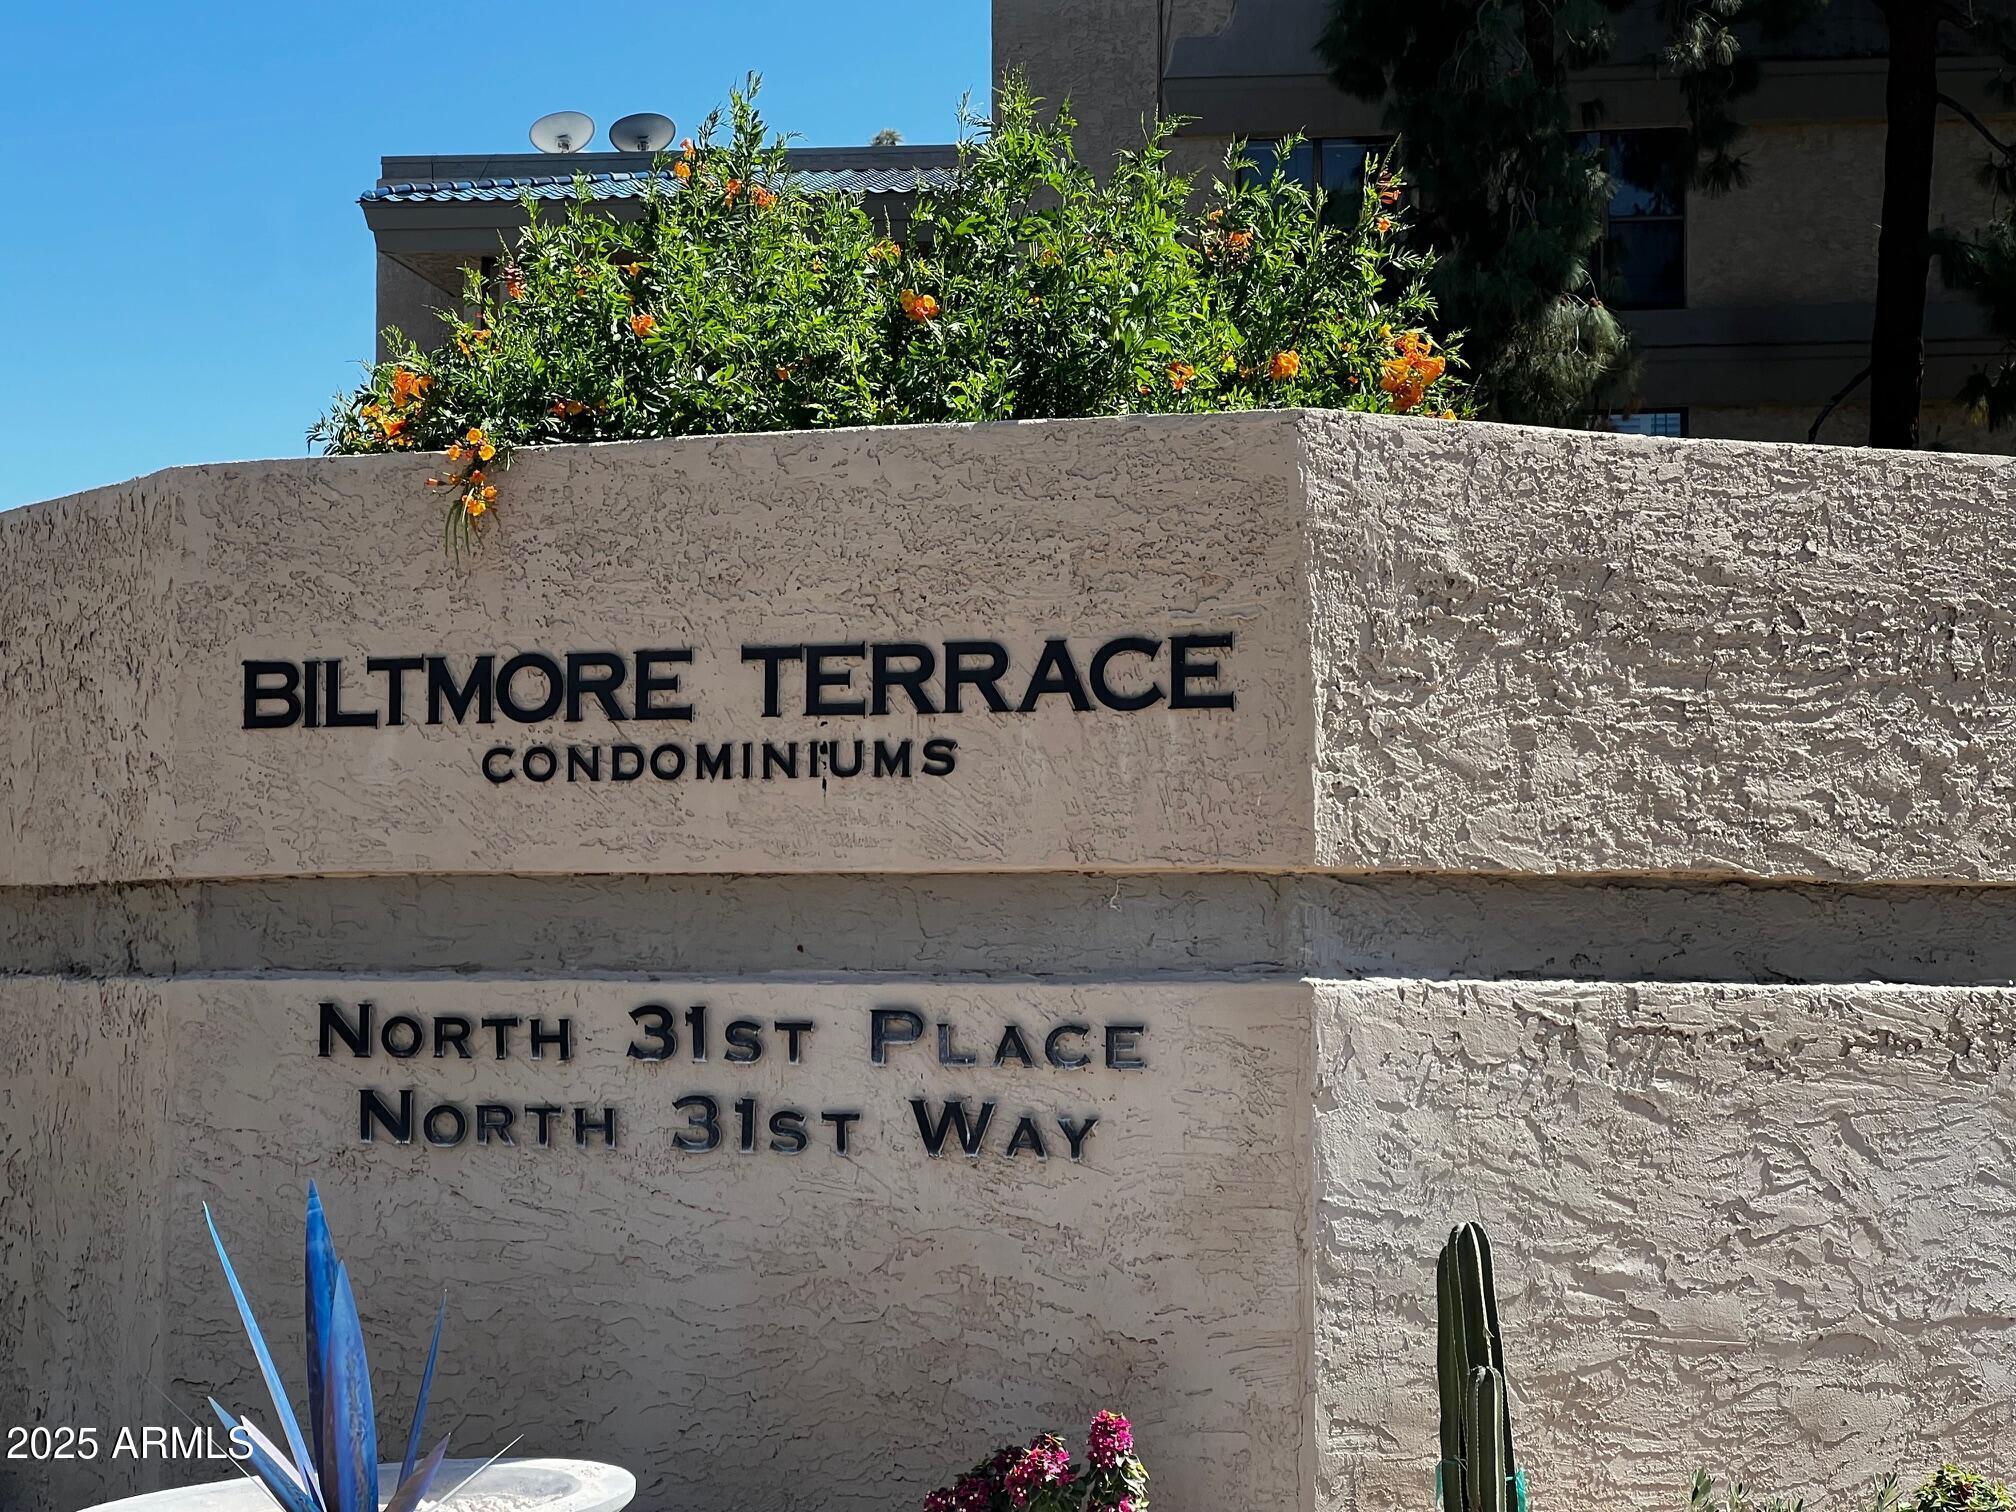 BILTMORE TERRACE
CONDOMINIUMS
NORTH 31ST PLACE
NORTH 31ST WAY
2025 ARMLS